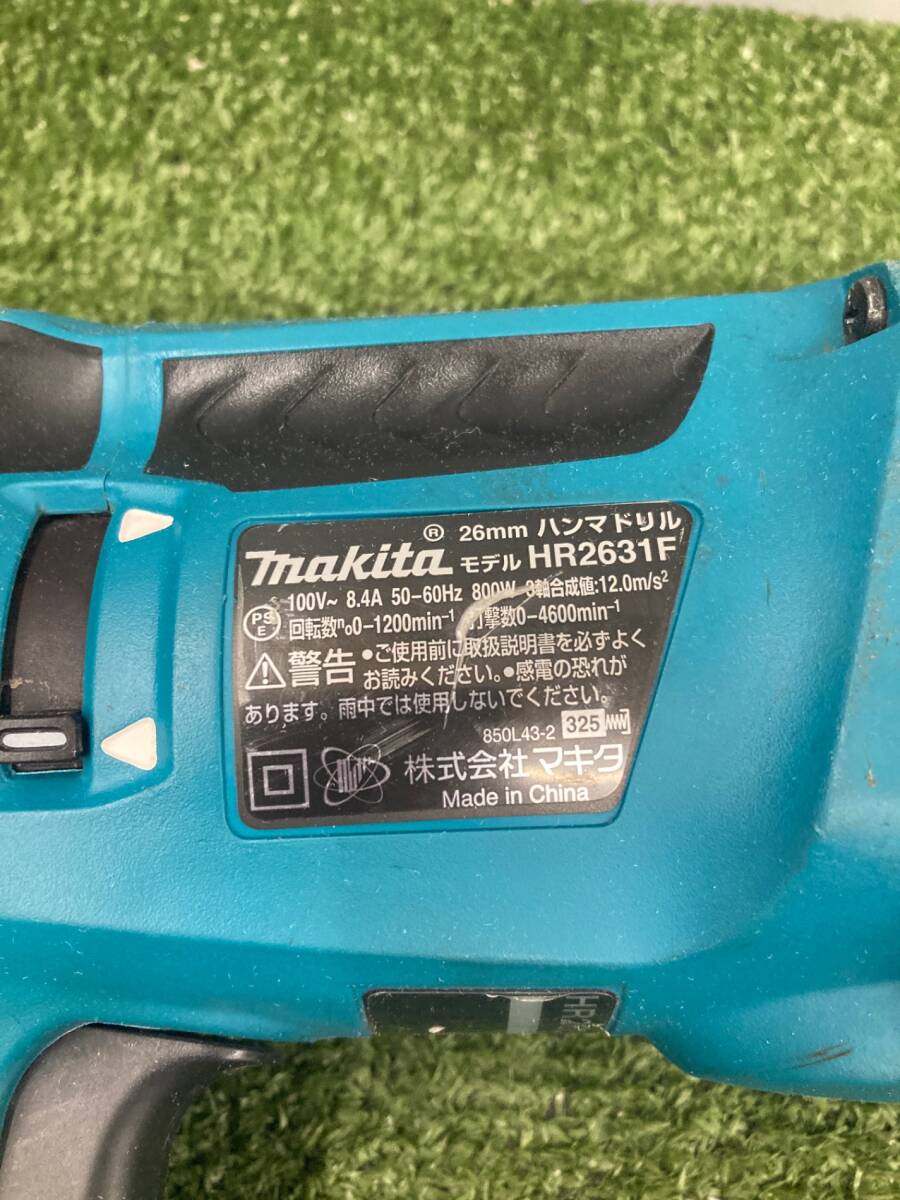 ® 26mm ハンマドリル
makita モデル HR2631F
100V~ 8.4A 50-60Hz 800W 3軸合成値:12.0m/s²
PS E 回転数ⁿ₀0-1200min⁻¹ 打撃数0-4600min⁻¹
警告 ●ご使用前に取扱説明書を必ずよく
お読みください。●感電の恐れが
あります。雨中では使用しないでください。
850L43-2 325
株式会社マキタ
Made in China
HR2